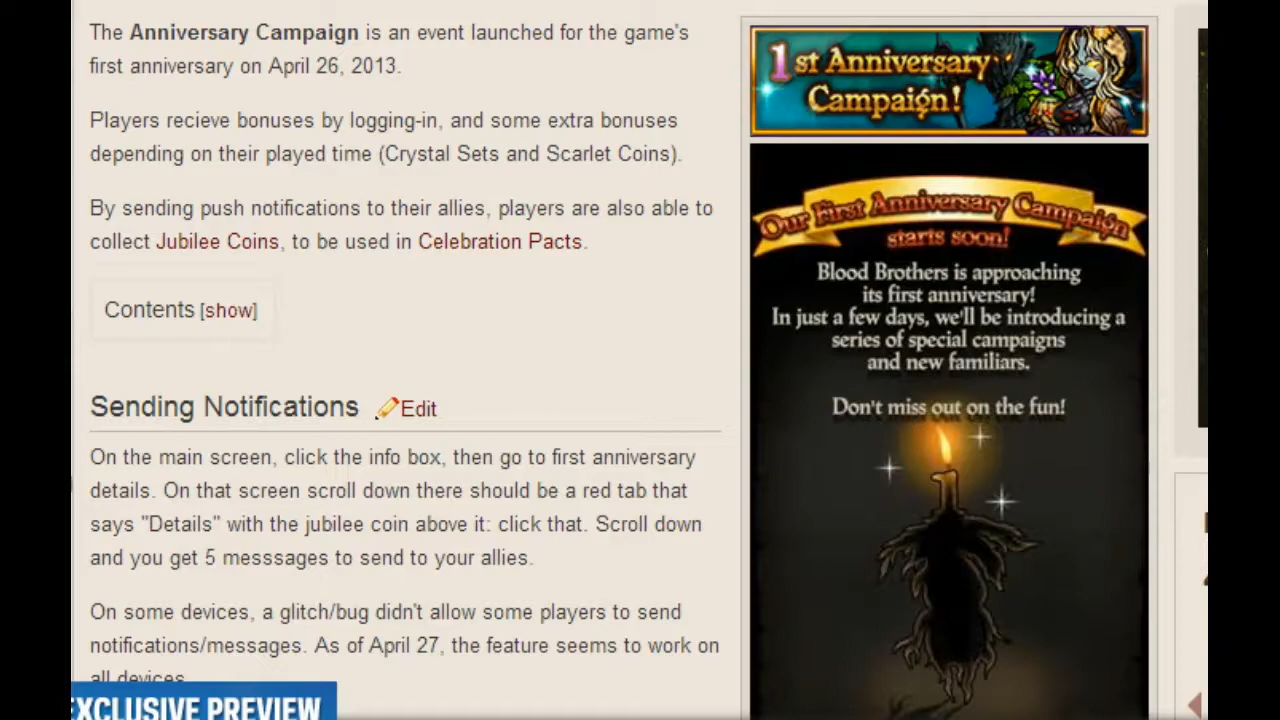 The Anniversary Campaign is an event launched for the game's
first anniversary on April 26, 2013.
Players recieve bonuses by logging-in, and some extra bonuses
depending on their played time (Crystal Sets and Scarlet Coins).
By sending push notifications to their allies, players are also able to
collect Jubilee Coins, to be used in Celebration Pacts.
Contents [show]
Sending Notifications Edit
On the main screen, click the info box, then go to first anniversary
details. On that screen scroll down there should be a red tab that
says "Details" with the jubilee coin above it: click that. Scroll down
and you get 5 messsages to send to your allies.
On some devices, a glitch/bug didn't allow some players to send
notifications/messages. As of April 27, the feature seems to work on
all devices
EXCLUSIVE PREVIEW
1st Anniversary
Campaign!
Our First Anniversary Campaign
starts soon!
Blood Brothers is approaching
its first anniversary!
In just a few days, we'll be introducing a
series of special campaigns
and new familiars.
Don't miss out on the fun!